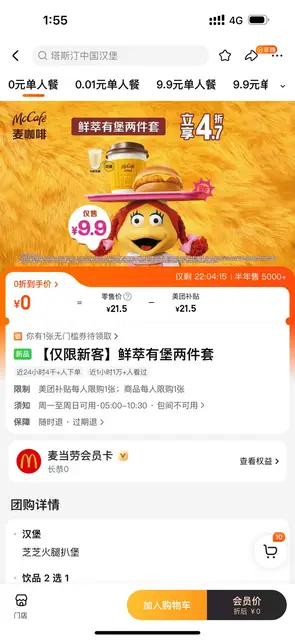 1:55
4G
塔斯汀中国汉堡
分享赚
0元单人餐 0.01元单人餐 9.9元单人餐 9.9元单
McCafé
麦咖啡
鲜萃有堡两件套
立享4.7折
仅售
¥9.9
仅剩 22:04:15 | 半年售 5000+
0折到手价
¥0 = 零售价 ¥21.5 − 美团补贴 ¥21.5
你有1张无门槛券待领取
新品 【仅限新客】鲜萃有堡两件套
近24小时4千+人下单 近1小时1万+人看过
限制 美团补贴每人限购1张；商品每人限购1张
须知 周一至周日可用·05:00-10:30 · 包间不可用
保障 随时退 · 过期退
麦当劳会员卡
长恭0
查看权益
团购详情
· 汉堡
芝芝火腿扒堡
· 饮品 2 选 1
10
门店
加入购物车
会员价
折后 ¥0